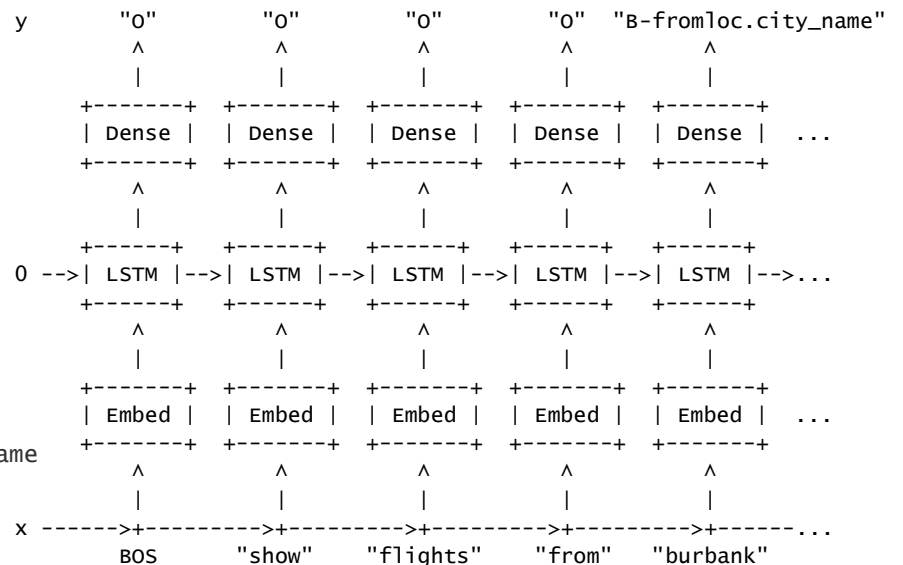 y "O" "O" "O" "O" "B-fromloc.city_name"
^ ^ ^ ^ ^
| | | | |
+-------+ +-------+ +-------+ +-------+ +-------+
| Dense | | Dense | | Dense | | Dense | | Dense | ...
+-------+ +-------+ +-------+ +-------+ +-------+
^ ^ ^ ^ ^
| | | | |
+------+ +------+ +------+ +------+ +------+
0 -->| LSTM |-->| LSTM |-->| LSTM |-->| LSTM |-->| LSTM |-->...
+------+ +------+ +------+ +------+ +------+
^ ^ ^ ^ ^
| | | | |
+-------+ +-------+ +-------+ +-------+ +-------+
| Embed | | Embed | | Embed | | Embed | | Embed | ...
+-------+ +-------+ +-------+ +-------+ +-------+
ame
^ ^ ^ ^ ^
| | | | |
x ------>+--------->+--------->+--------->+--------->+------...
BOS "show" "flights" "from" "burbank"